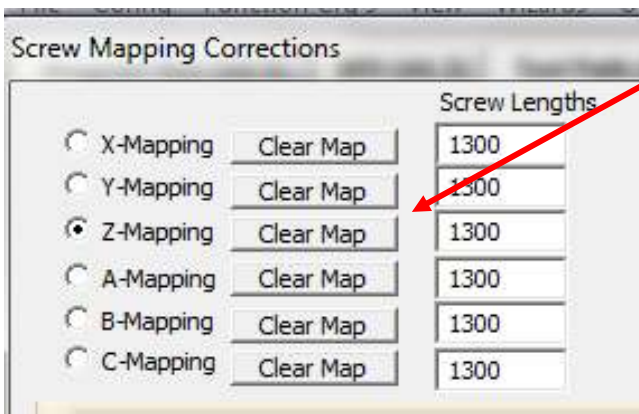 Screw Mapping Corrections
Screw Lengths
X-Mapping Clear Map 1300
Y-Mapping Clear Map 1300
Z-Mapping Clear Map 1300
A-Mapping Clear Map 1300
B-Mapping Clear Map 1300
C-Mapping Clear Map 1300